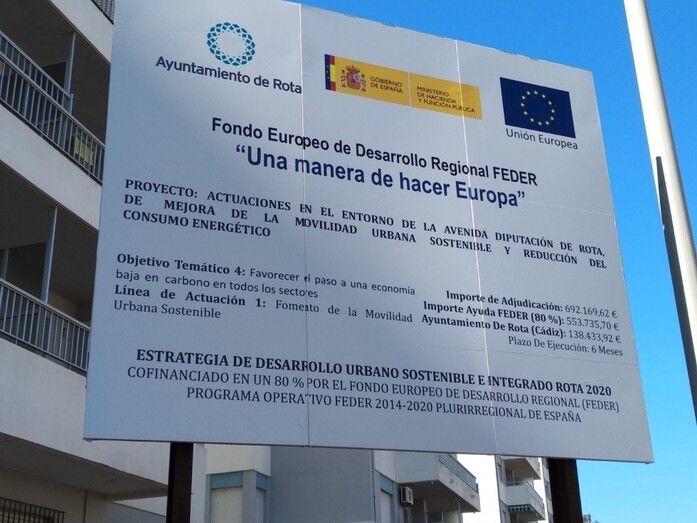 Ayuntamiento de Rota
GOBIERNO
DE ESPAÑA
MINISTERIO
DE HACIENDA
Y FUNCIÓN PÚBLICA
Unión Europea
Fondo Europeo de Desarrollo Regional FEDER
“Una manera de hacer Europa”
PROYECTO: ACTUACIONES EN EL ENTORNO DE LA AVENIDA DIPUTACIÓN DE ROTA,
DE MEJORA DE LA MOVILIDAD URBANA SOSTENIBLE Y REDUCCIÓN DEL
CONSUMO ENERGÉTICO
Objetivo Temático 4: Favorecer el paso a una economía
baja en carbono en todos los sectores
Línea de Actuación 1: Fomento de la Movilidad
Urbana Sostenible
Importe de Adjudicación: 692.169,62 €
Importe Ayuda FEDER (80 %): 553.735,70 €
Ayuntamiento De Rota (Cádiz): 138.433,92 €
Plazo De Ejecución: 6 Meses
ESTRATEGIA DE DESARROLLO URBANO SOSTENIBLE E INTEGRADO ROTA 2020
COFINANCIADO EN UN 80 % POR EL FONDO EUROPEO DE DESARROLLO REGIONAL (FEDER)
PROGRAMA OPERATIVO FEDER 2014-2020 PLURIRREGIONAL DE ESPAÑA